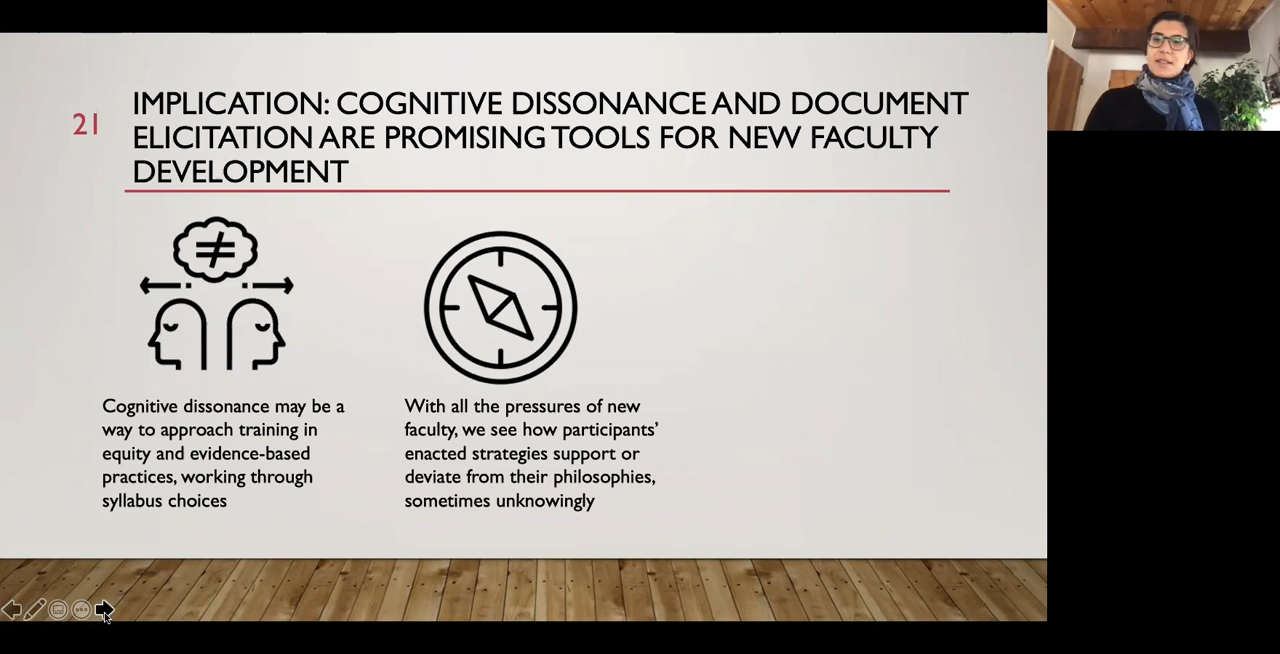 21
IMPLICATION: COGNITIVE DISSONANCE AND DOCUMENT
ELICITATION ARE PROMISING TOOLS FOR NEW FACULTY
DEVELOPMENT
≠
Cognitive dissonance may be a
way to approach training in
equity and evidence-based
practices, working through
syllabus choices
With all the pressures of new
faculty, we see how participants’
enacted strategies support or
deviate from their philosophies,
sometimes unknowingly